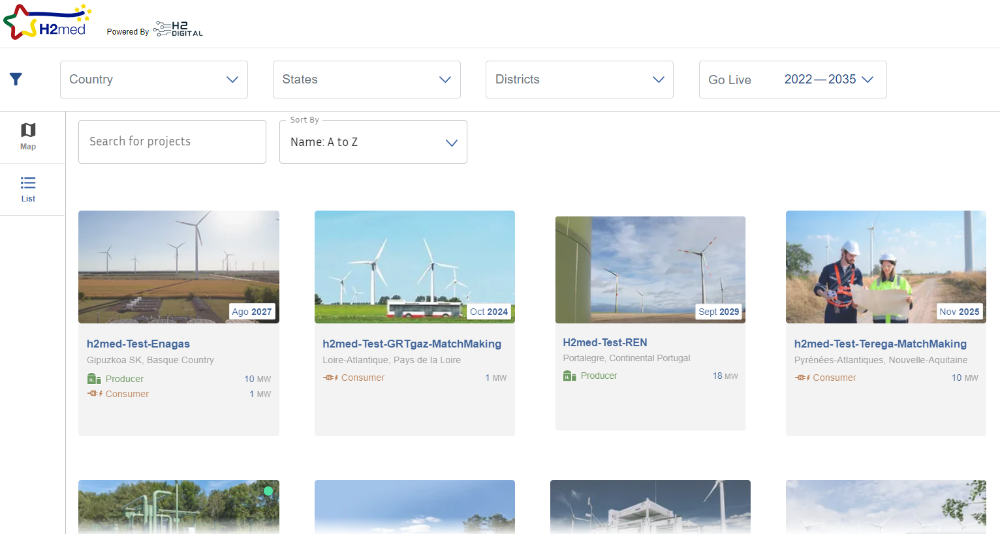 H2med
Powered By H2 DIGITAL
Country
States
Districts
Go Live 2022—2035
Map
List
Search for projects
Sort By
Name: A to Z
Ago 2027
h2med-Test-Enagas
Gipuzkoa SK, Basque Country
Producer 10 MW
Consumer 1 MW
Oct 2024
h2med-Test-GRTgaz-MatchMaking
Loire-Atlantique, Pays de la Loire
Consumer 1 MW
Sept 2029
H2med-Test-REN
Portalegre, Continental Portugal
Producer 18 MW
Nov 2025
h2med-Test-Terega-MatchMaking
Pyrénées-Atlantiques, Nouvelle-Aquitaine
Consumer 10 MW